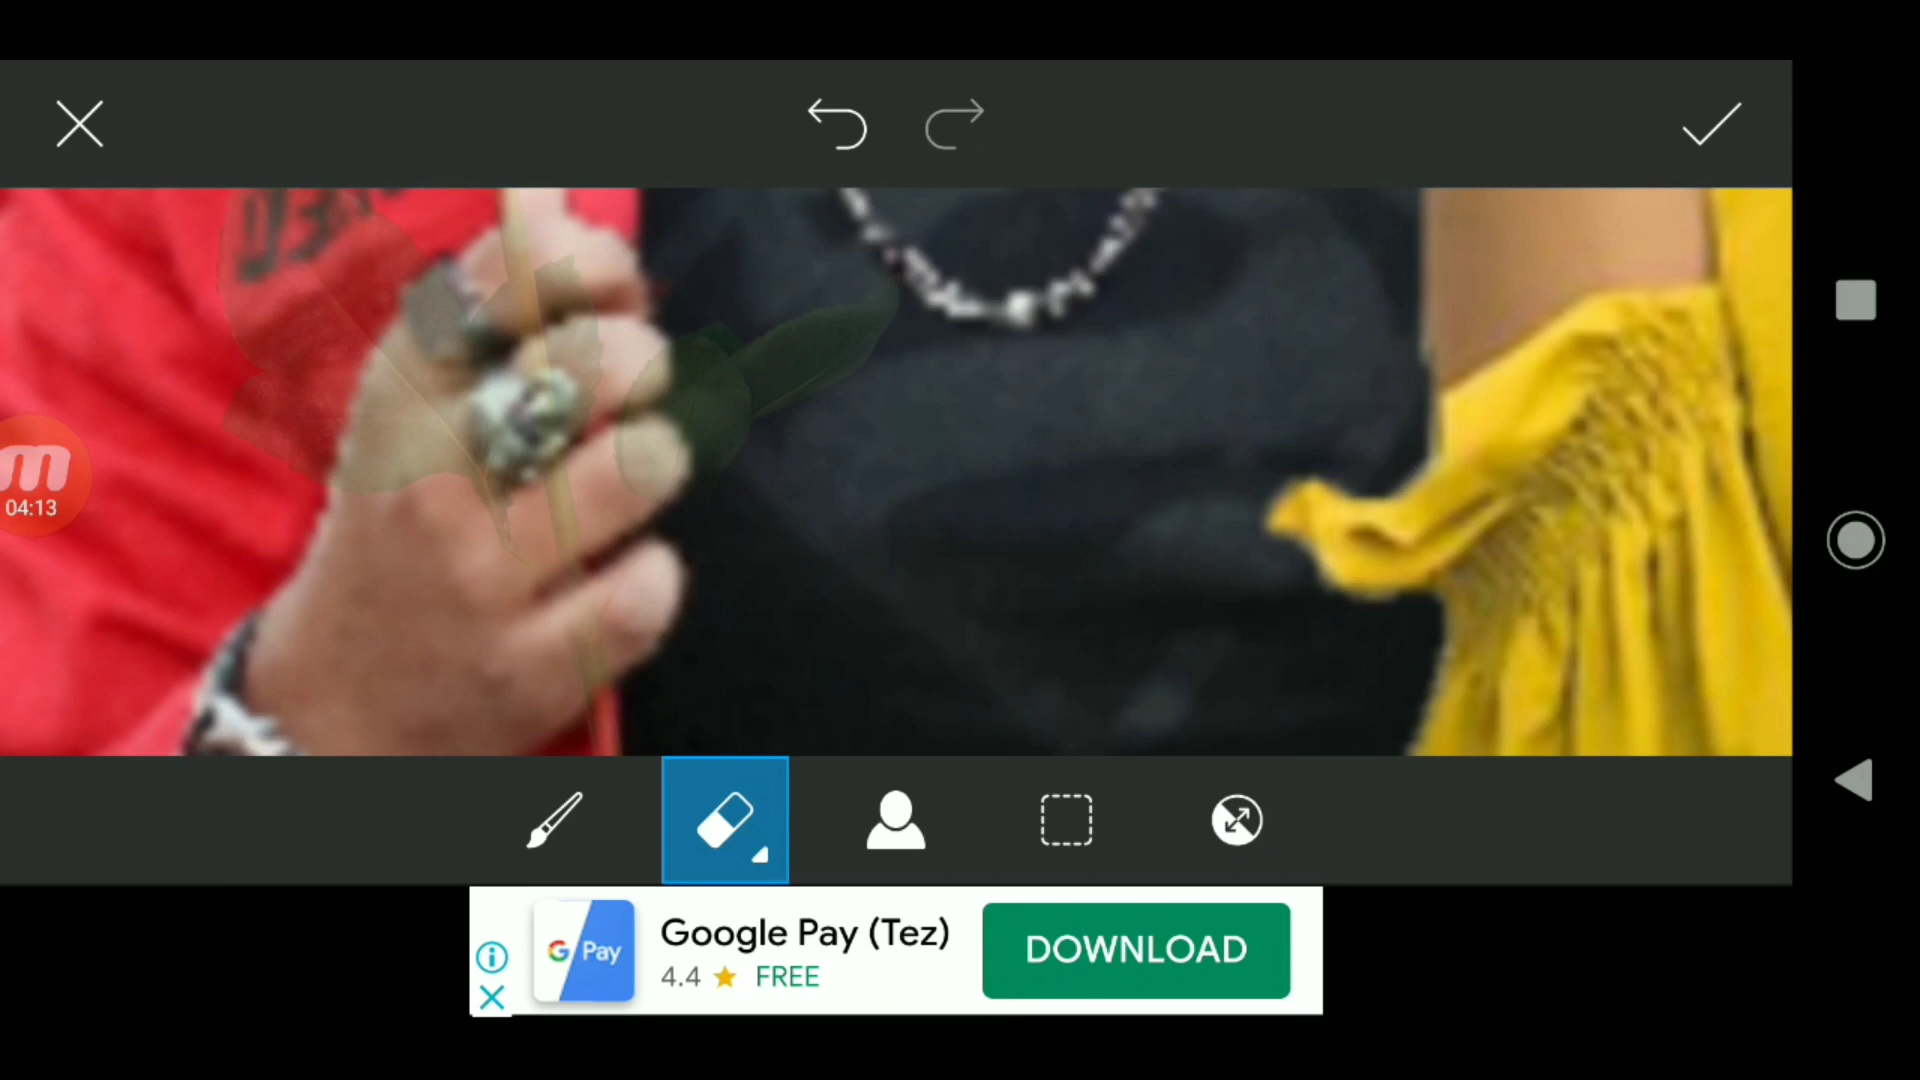 m
04:13
G Pay
Google Pay (Tez)
4.4 ★ FREE
DOWNLOAD